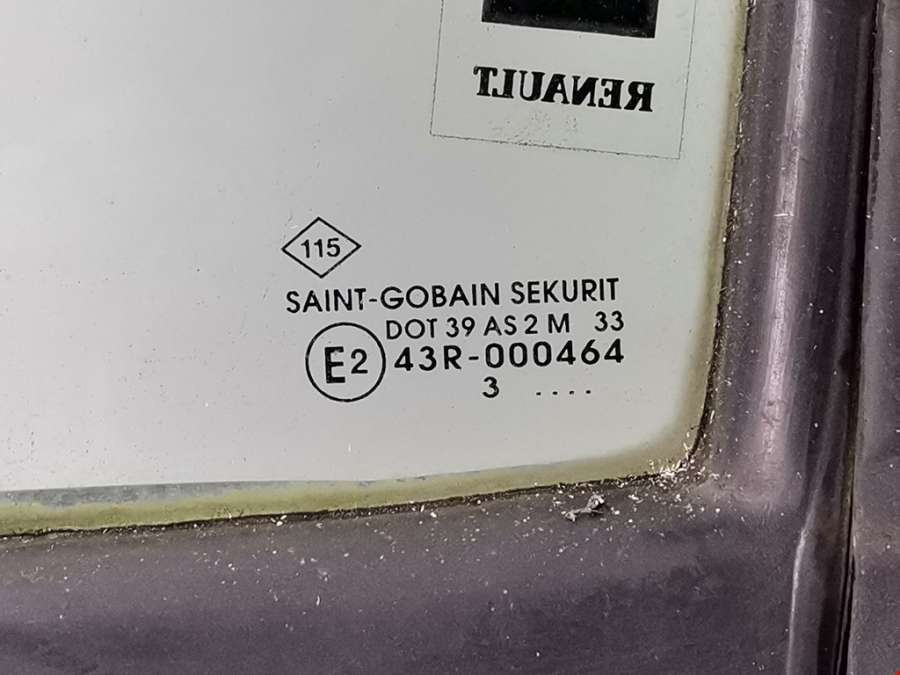 RENAULT
115
SAINT-GOBAIN SEKURIT
DOT 39 AS 2 M 33
E2 43R-000464
3 ....